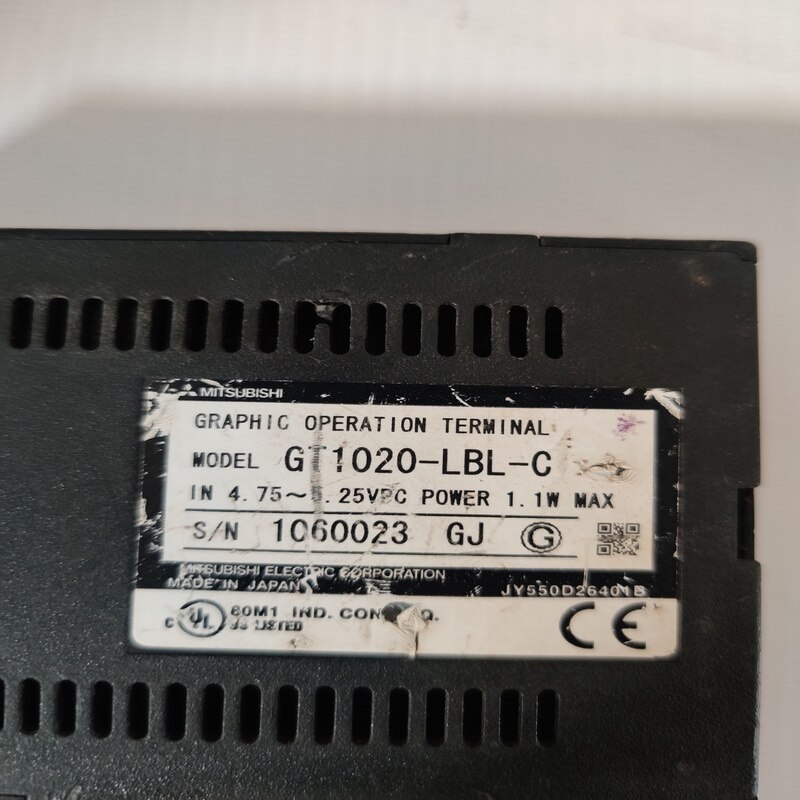 MITSUBISHI
GRAPHIC OPERATION TERMINAL
MODEL GT1020-LBL-C
IN 4.75~5.25VDC POWER 1.1W MAX
S/N 1060023 GJ G
MITSUBISHI ELECTRIC CORPORATION
MADE IN JAPAN JY550D26401B
C UL 80M1 IND. CONT. EQ.
LISTED CE